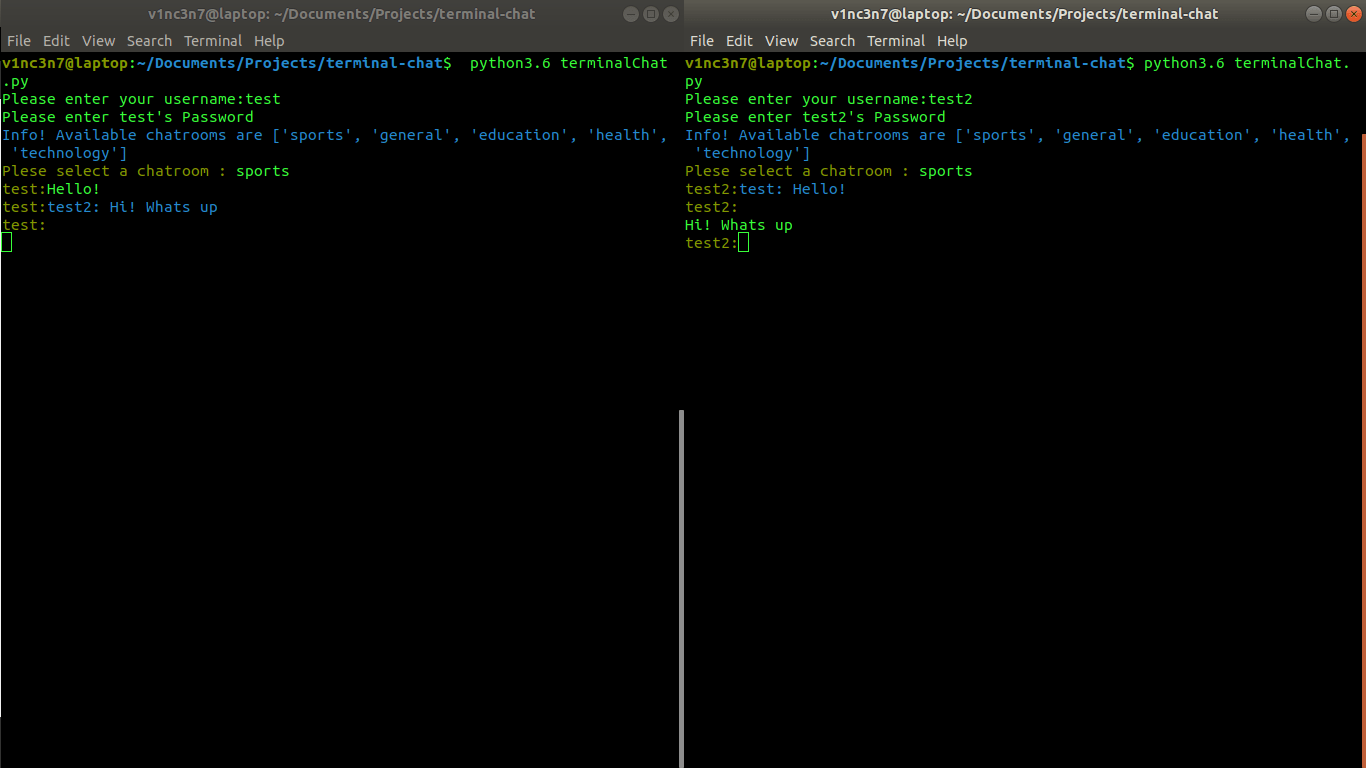 v1nc3n7@laptop: ~/Documents/Projects/terminal-chat
File Edit View Search Terminal Help
v1nc3n7@laptop:~/Documents/Projects/terminal-chat$  python3.6 terminalChat
.py
Please enter your username:test
Please enter test's Password
Info! Available chatrooms are ['sports', 'general', 'education', 'health',
 'technology']
Plese select a chatroom : sports
test:Hello!
test:test2: Hi! Whats up
test:
v1nc3n7@laptop: ~/Documents/Projects/terminal-chat
File Edit View Search Terminal Help
v1nc3n7@laptop:~/Documents/Projects/terminal-chat$ python3.6 terminalChat.
py
Please enter your username:test2
Please enter test2's Password
Info! Available chatrooms are ['sports', 'general', 'education', 'health',
 'technology']
Plese select a chatroom : sports
test2:test: Hello!
test2:
Hi! Whats up
test2: